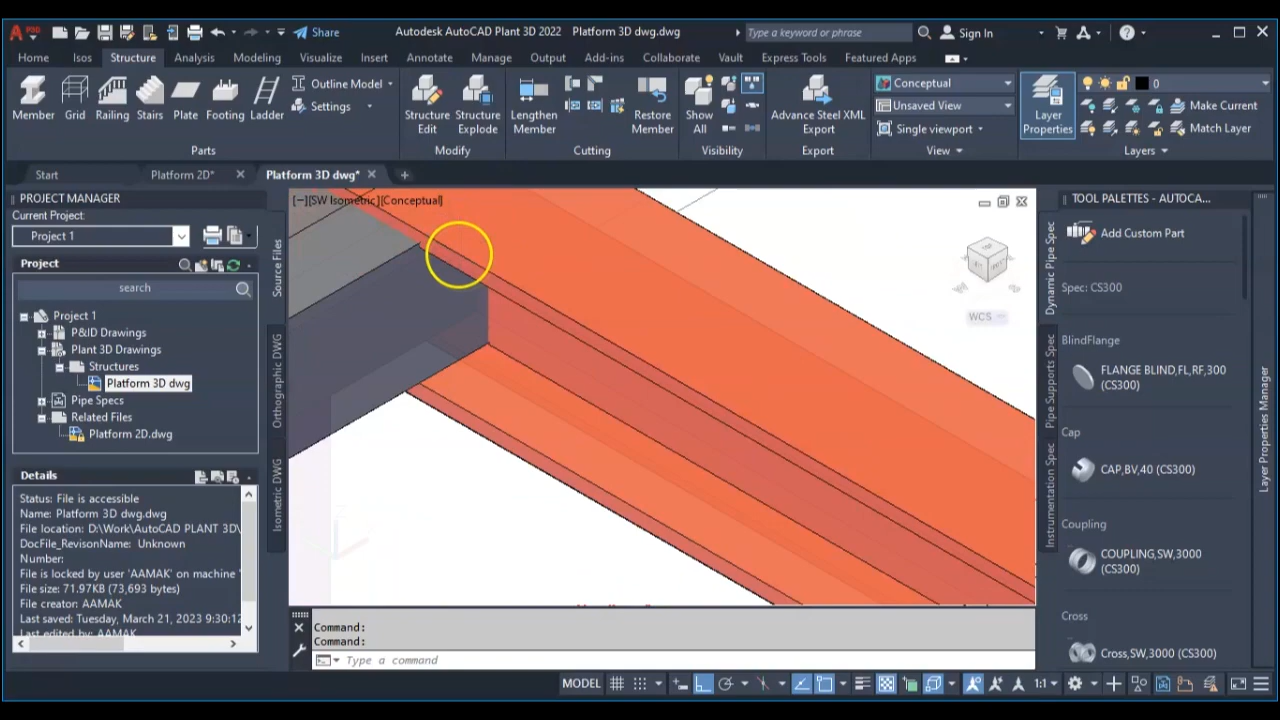 Share
Autodesk AutoCAD Plant 3D 2022 Platform 3D dwg.dwg
Type a keyword or phrase
Sign In
Home Isos Structure Analysis Modeling Visualize Insert Annotate Manage Output Add-ins Collaborate Vault Express Tools Featured Apps
Member
Grid
Railing
Stairs
Plate
Footing
Ladder
Outline Model
Settings
Parts
Structure
Edit
Structure
Explode
Modify
Lengthen
Member
Restore
Member
Cutting
Show
All
Visibility
Advance Steel XML
Export
Export
Conceptual
Unsaved View
Single viewport
View
Layer
Properties
0
Make Current
Match Layer
Layers
Start
Platform 2D*
Platform 3D dwg*
PROJECT MANAGER
Current Project:
Project 1
Project
search
Project 1
P&ID Drawings
Plant 3D Drawings
Structures
Platform 3D dwg
Pipe Specs
Related Files
Platform 2D.dwg
Details
Status: File is accessible
Name: Platform 3D dwg.dwg
File location: D:\Work\AutoCAD PLANT 3D\
DocFile_RevisonName: Unknown
Number:
File is locked by user 'AAMAK' on machine '
File size: 71.97KB (73,693 bytes)
File creator: AAMAK
Last saved: Tuesday, March 21, 2023 9:30:12
Last edited by: AAMAK
Source Files
Orthographic DWG
Isometric DWG
[−][SW Isometric][Conceptual]
TOP
WCS
Command:
Command:
Type a command
TOOL PALETTES - AUTOCA...
Dynamic Pipe Spec
Pipe Supports Spec
Instrumentation Spec
Add Custom Part
Spec: CS300
BlindFlange
FLANGE BLIND,FL,RF,300
(CS300)
Cap
CAP,BV,40 (CS300)
Coupling
COUPLING,SW,3000
(CS300)
Cross
Cross,SW,3000 (CS300)
Layer Properties Manager
MODEL
1:1